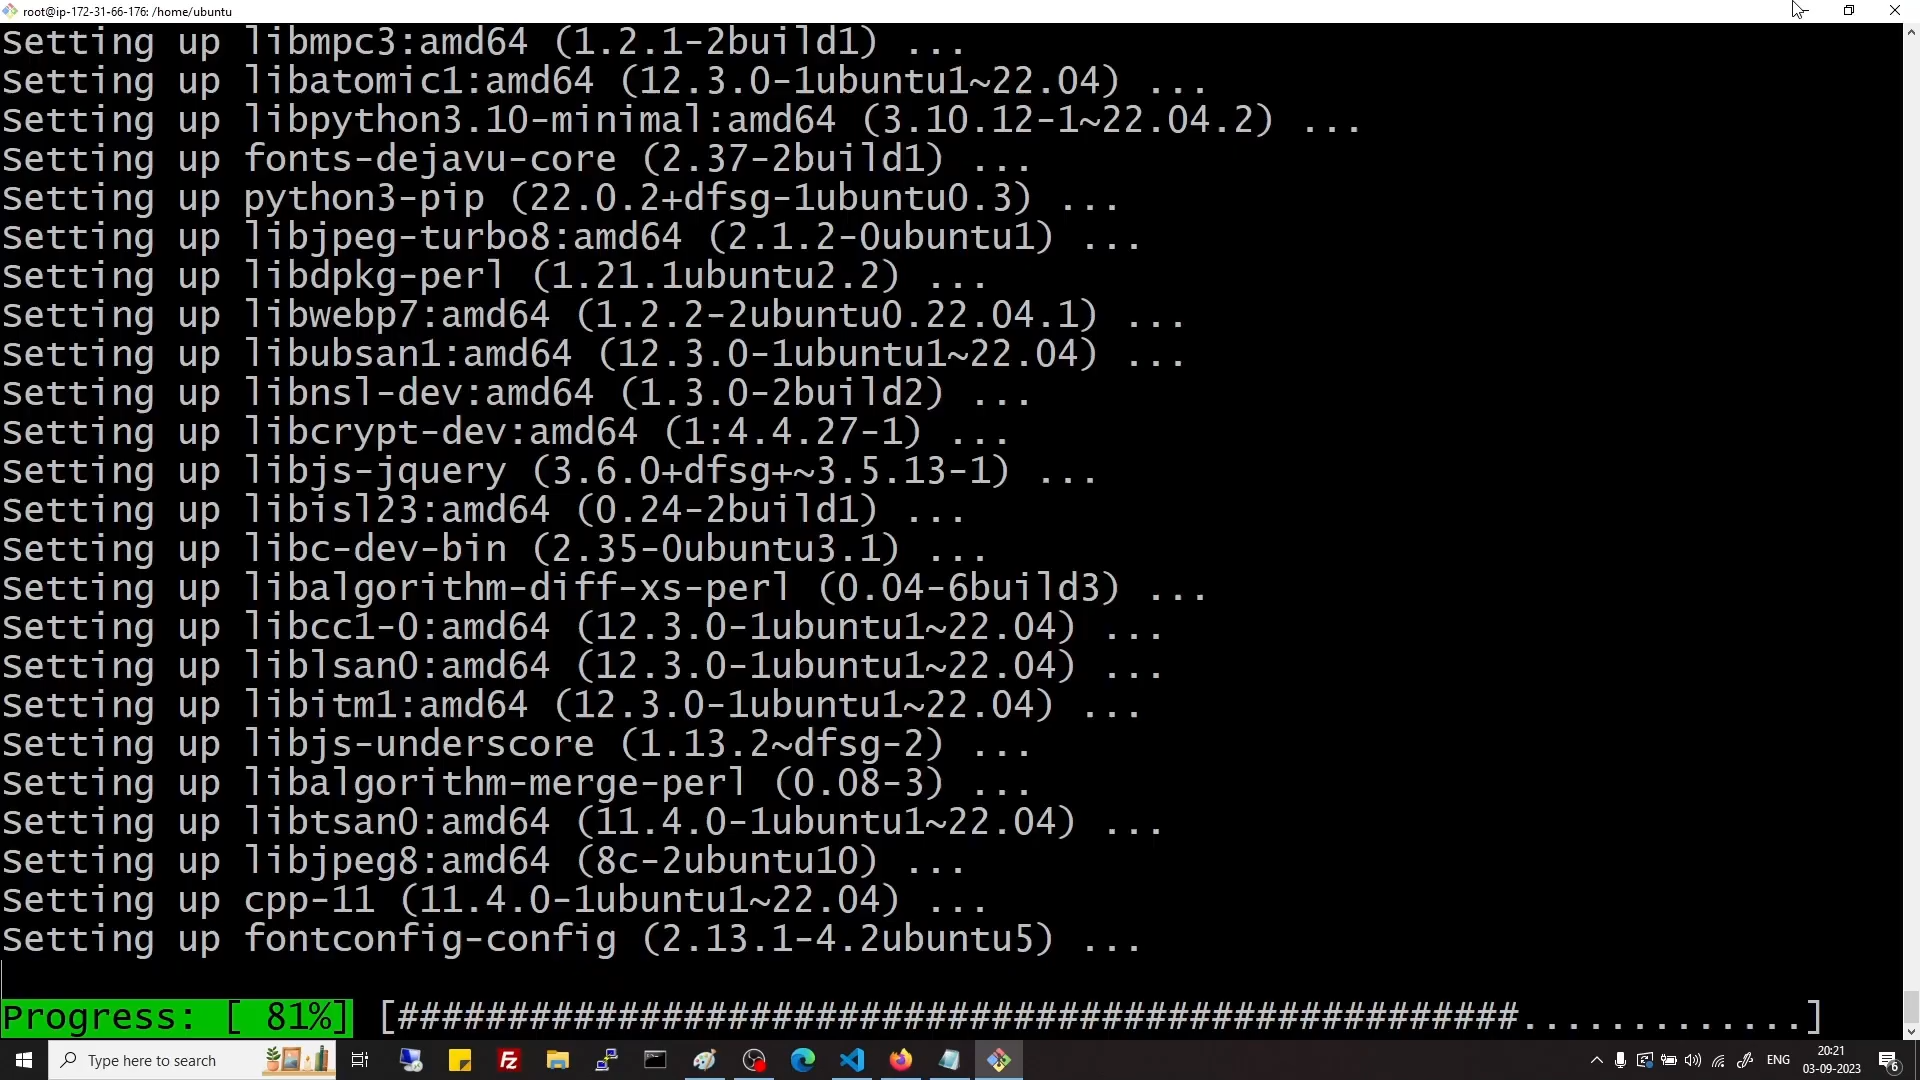 root@ip-172-31-66-176: /home/ubuntu
Setting up libmpc3:amd64 (1.2.1-2build1) ...
Setting up libatomic1:amd64 (12.3.0-1ubuntu1~22.04) ...
Setting up libpython3.10-minimal:amd64 (3.10.12-1~22.04.2) ...
Setting up fonts-dejavu-core (2.37-2build1) ...
Setting up python3-pip (22.0.2+dfsg-1ubuntu0.3) ...
Setting up libjpeg-turbo8:amd64 (2.1.2-0ubuntu1) ...
Setting up libdpkg-perl (1.21.1ubuntu2.2) ...
Setting up libwebp7:amd64 (1.2.2-2ubuntu0.22.04.1) ...
Setting up libubsan1:amd64 (12.3.0-1ubuntu1~22.04) ...
Setting up libnsl-dev:amd64 (1.3.0-2build2) ...
Setting up libcrypt-dev:amd64 (1:4.4.27-1) ...
Setting up libjs-jquery (3.6.0+dfsg+~3.5.13-1) ...
Setting up libisl23:amd64 (0.24-2build1) ...
Setting up libc-dev-bin (2.35-0ubuntu3.1) ...
Setting up libalgorithm-diff-xs-perl (0.04-6build3) ...
Setting up libcc1-0:amd64 (12.3.0-1ubuntu1~22.04) ...
Setting up liblsan0:amd64 (12.3.0-1ubuntu1~22.04) ...
Setting up libitm1:amd64 (12.3.0-1ubuntu1~22.04) ...
Setting up libjs-underscore (1.13.2~dfsg-2) ...
Setting up libalgorithm-merge-perl (0.08-3) ...
Setting up libtsan0:amd64 (11.4.0-1ubuntu1~22.04) ...
Setting up libjpeg8:amd64 (8c-2ubuntu10) ...
Setting up cpp-11 (11.4.0-1ubuntu1~22.04) ...
Setting up fontconfig-config (2.13.1-4.2ubuntu5) ...
Progress: [ 81%] [###################################################.............]
Type here to search
ENG
20:21
03-09-2023
6